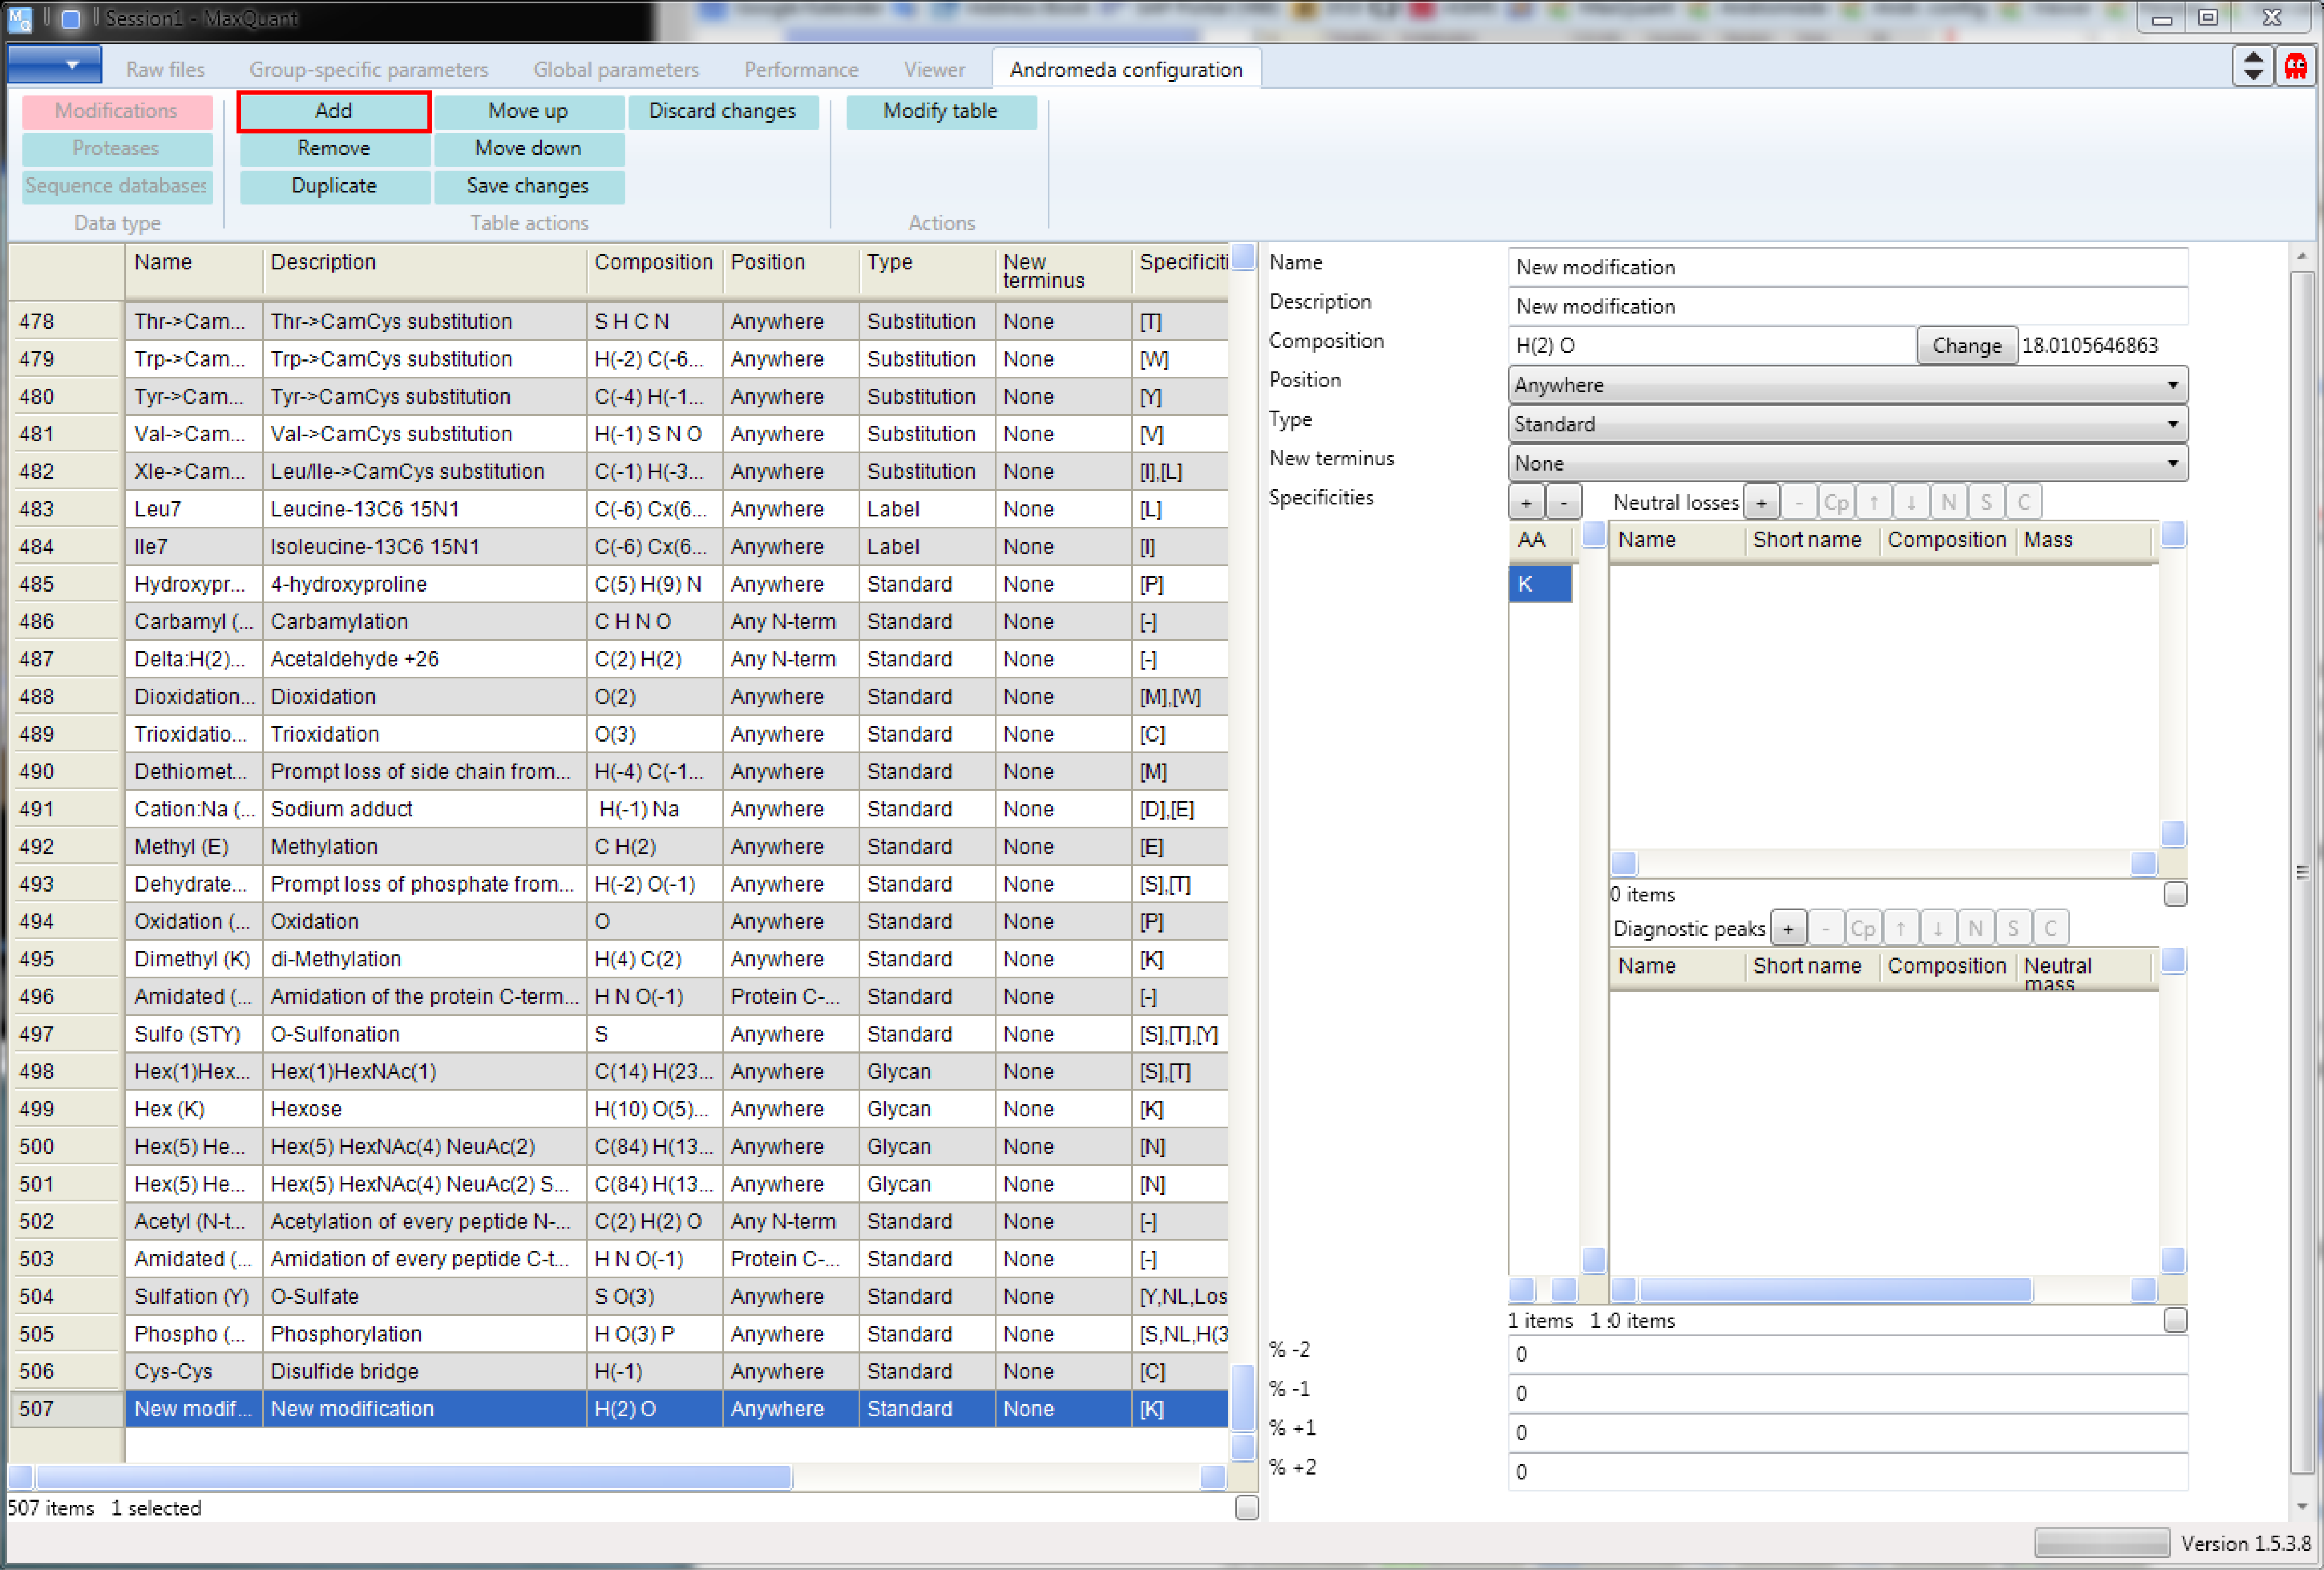 Session1 - MaxQuant
Raw files Group-specific parameters Global parameters Performance Viewer Andromeda configuration
Modifications Add Move up Discard changes Modify table
Proteases Remove Move down
Sequence databases Duplicate Save changes
Data type Table actions Actions
Name Description Composition Position Type New terminus Specificiti
478 Thr->Cam... Thr->CamCys substitution S H C N Anywhere Substitution None [T]
479 Trp->Cam... Trp->CamCys substitution H(-2) C(-6... Anywhere Substitution None [W]
480 Tyr->Cam... Tyr->CamCys substitution C(-4) H(-1... Anywhere Substitution None [Y]
481 Val->Cam... Val->CamCys substitution H(-1) S N O Anywhere Substitution None [V]
482 Xle->Cam... Leu/Ile->CamCys substitution C(-1) H(-3... Anywhere Substitution None [I],[L]
483 Leu7 Leucine-13C6 15N1 C(-6) Cx(6... Anywhere Label None [L]
484 Ile7 Isoleucine-13C6 15N1 C(-6) Cx(6... Anywhere Label None [I]
485 Hydroxypr... 4-hydroxyproline C(5) H(9) N Anywhere Standard None [P]
486 Carbamyl (... Carbamylation C H N O Any N-term Standard None [-]
487 Delta:H(2)... Acetaldehyde +26 C(2) H(2) Any N-term Standard None [-]
488 Dioxidation... Dioxidation O(2) Anywhere Standard None [M],[W]
489 Trioxidatio... Trioxidation O(3) Anywhere Standard None [C]
490 Dethiomet... Prompt loss of side chain from... H(-4) C(-1... Anywhere Standard None [M]
491 Cation:Na (... Sodium adduct H(-1) Na Anywhere Standard None [D],[E]
492 Methyl (E) Methylation C H(2) Anywhere Standard None [E]
493 Dehydrate... Prompt loss of phosphate from... H(-2) O(-1) Anywhere Standard None [S],[T]
494 Oxidation (... Oxidation O Anywhere Standard None [P]
495 Dimethyl (K) di-Methylation H(4) C(2) Anywhere Standard None [K]
496 Amidated (... Amidation of the protein C-term... H N O(-1) Protein C-... Standard None [-]
497 Sulfo (STY) O-Sulfonation S Anywhere Standard None [S],[T],[Y]
498 Hex(1)Hex... Hex(1)HexNAc(1) C(14) H(23... Anywhere Glycan None [S],[T]
499 Hex (K) Hexose H(10) O(5)... Anywhere Glycan None [K]
500 Hex(5) He... Hex(5) HexNAc(4) NeuAc(2) C(84) H(13... Anywhere Glycan None [N]
501 Hex(5) He... Hex(5) HexNAc(4) NeuAc(2) S... C(84) H(13... Anywhere Glycan None [N]
502 Acetyl (N-t... Acetylation of every peptide N-... C(2) H(2) O Any N-term Standard None [-]
503 Amidated (... Amidation of every peptide C-t... H N O(-1) Protein C-... Standard None [-]
504 Sulfation (Y) O-Sulfate S O(3) Anywhere Standard None [Y,NL,Los
505 Phospho (... Phosphorylation H O(3) P Anywhere Standard None [S,NL,H(3
506 Cys-Cys Disulfide bridge H(-1) Anywhere Standard None [C]
507 New modif... New modification H(2) O Anywhere Standard None [K]
507 items 1 selected
Name New modification
Description New modification
Composition H(2) O Change 18.0105646863
Position Anywhere
Type Standard
New terminus None
Specificities + - Neutral losses + - Cp ↑ ↓ N S C
AA Name Short name Composition Mass
K
0 items
Diagnostic peaks + - Cp ↑ ↓ N S C
Name Short name Composition Neutral mass
1 items 1 :0 items
% -2 0
% -1 0
% +1 0
% +2 0
Version 1.5.3.8